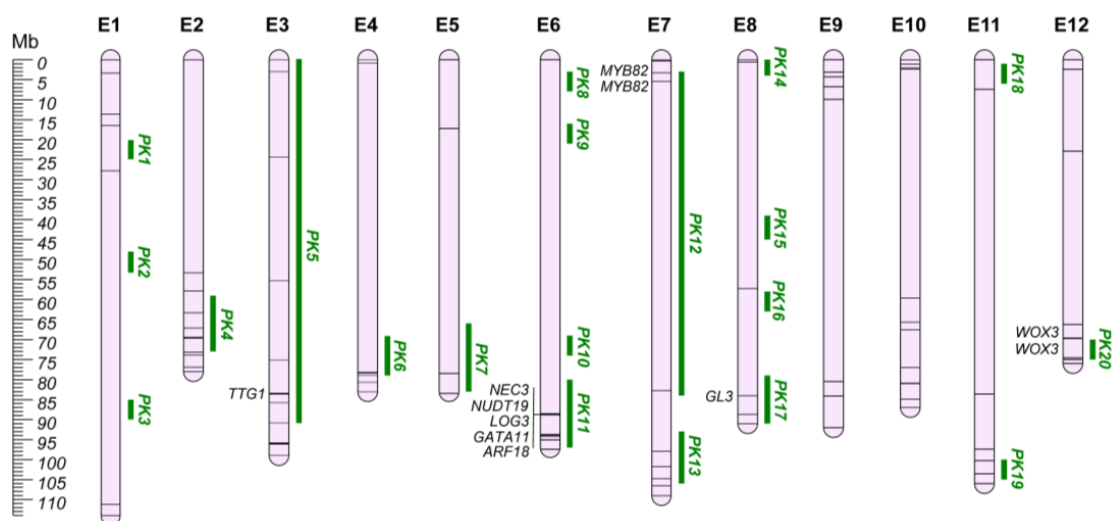 E1 E2 E3 E4 E5 E6 E7 E8 E9 E10 E11 E12
Mb
0
5
10
15
20
25
30
35
40
45
50
55
60
65
70
75
80
85
90
95
100
105
110
PK1
PK2
PK3
PK4
TTG1
PK5
PK6
PK7
PK8
PK9
PK10
NEC3
NUDT19
LOG3
GATA11
ARF18
PK11
MYB82
MYB82
PK12
PK13
PK14
PK15
PK16
GL3
PK17
PK18
PK19
WOX3
WOX3
PK20